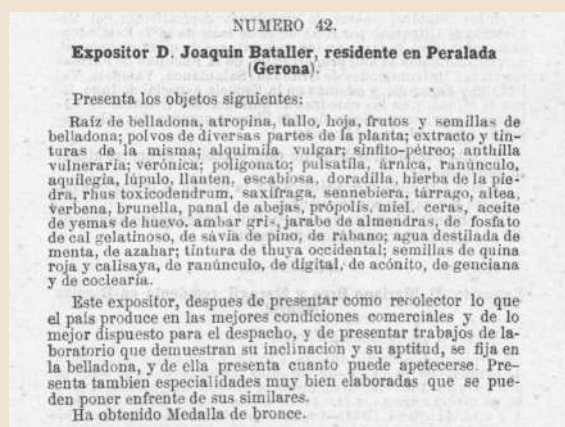 NUMERO 42.
Expositor D. Joaquin Bataller, residente en Peralada
(Gerona).
Presenta los objetos siguientes:
Raíz de belladona, atropina, tallo, hoja, frutos y semillas de
belladona; polvos de diversas partes de la planta; extracto y tin-
turas de la misma; alquimila vulgar; sinfito-pétreo; anthilla
vulneraria; verónica; poligonato; pulsatila, árnica, ranúnculo,
aquilegia, lúpulo, llanten, escabiosa, doradilla, hierba de la pie-
dra, rhus toxicodendrum, saxífraga, sennebiera, tárrago, altea,
verbena, brunella, panal de abejas, própolis, miel, ceras, aceite
de yemas de huevo, ambar gris, jarabe de almendras, de fosfato
de cal gelatinoso, de sávia de pino, de rábano; agua destilada de
menta, de azahar; tintura de thuya occidental; semillas de quina
roja y calisaya, de ranúnculo, de digital, de acónito, de genciana
y de coclearia.
Este expositor, despues de presentar como recolector lo que
el país produce en las mejores condiciones comerciales y de lo
mejor dispuesto para el despacho, y de presentar trabajos de la-
boratorio que demuestran su inclinacion y su aptitud, se fija en
la belladona, y de ella presenta cuanto puede apetecerse. Pre-
senta tambien especialidades muy bien elaboradas que se pue-
den poner enfrente de sus similares.
Ha obtenido Medalla de bronce.